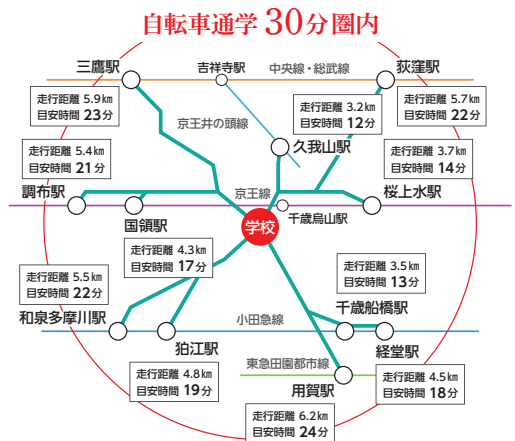 自転車通学 30分圏内
三鷹駅
吉祥寺駅
中央線・総武線
荻窪駅
走行距離 5.9㎞
目安時間 23分
走行距離 3.2㎞
目安時間 12分
走行距離 5.7㎞
目安時間 22分
京王井の頭線
久我山駅
走行距離 5.4㎞
目安時間 21分
走行距離 3.7㎞
目安時間 14分
調布駅
京王線
桜上水駅
国領駅
千歳烏山駅
学校
走行距離 4.3㎞
目安時間 17分
走行距離 5.5㎞
目安時間 22分
走行距離 3.5㎞
目安時間 13分
和泉多摩川駅
小田急線
千歳船橋駅
狛江駅
経堂駅
東急田園都市線
走行距離 4.8㎞
目安時間 19分
用賀駅
走行距離 4.5㎞
目安時間 18分
走行距離 6.2㎞
目安時間 24分